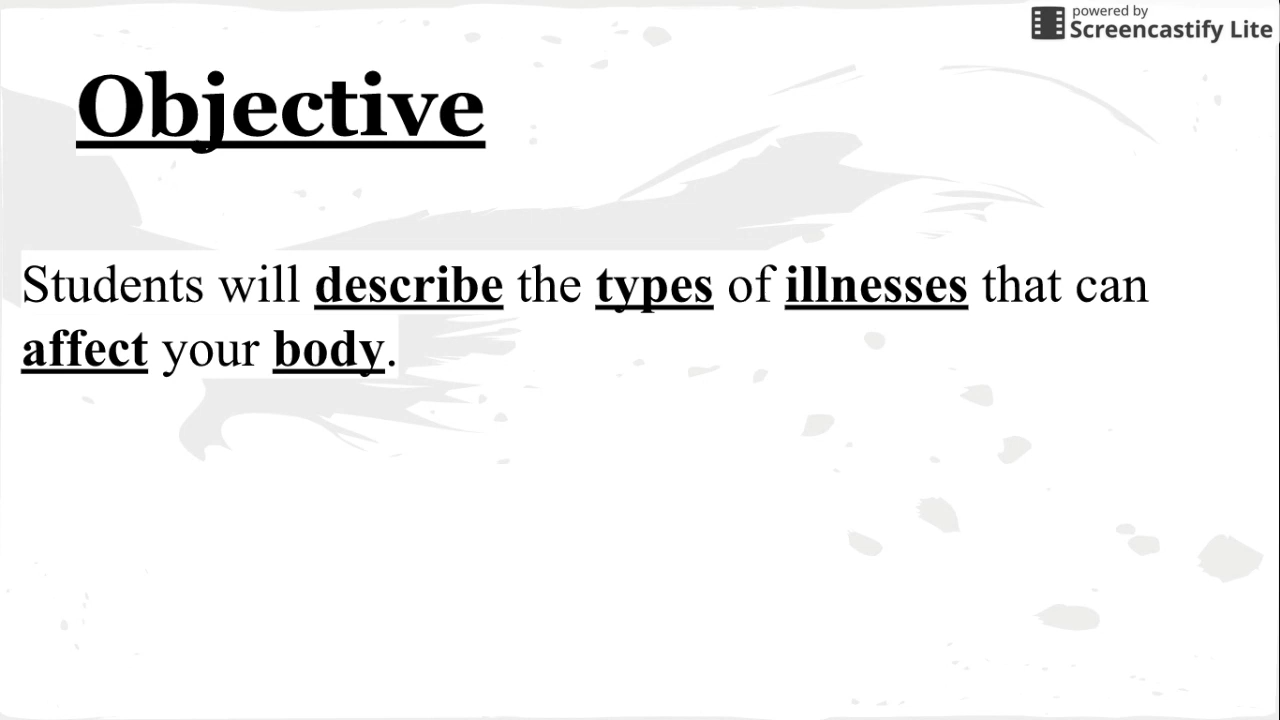 powered by
Screencastify Lite
Objective
Students will describe the types of illnesses that can
affect your body.